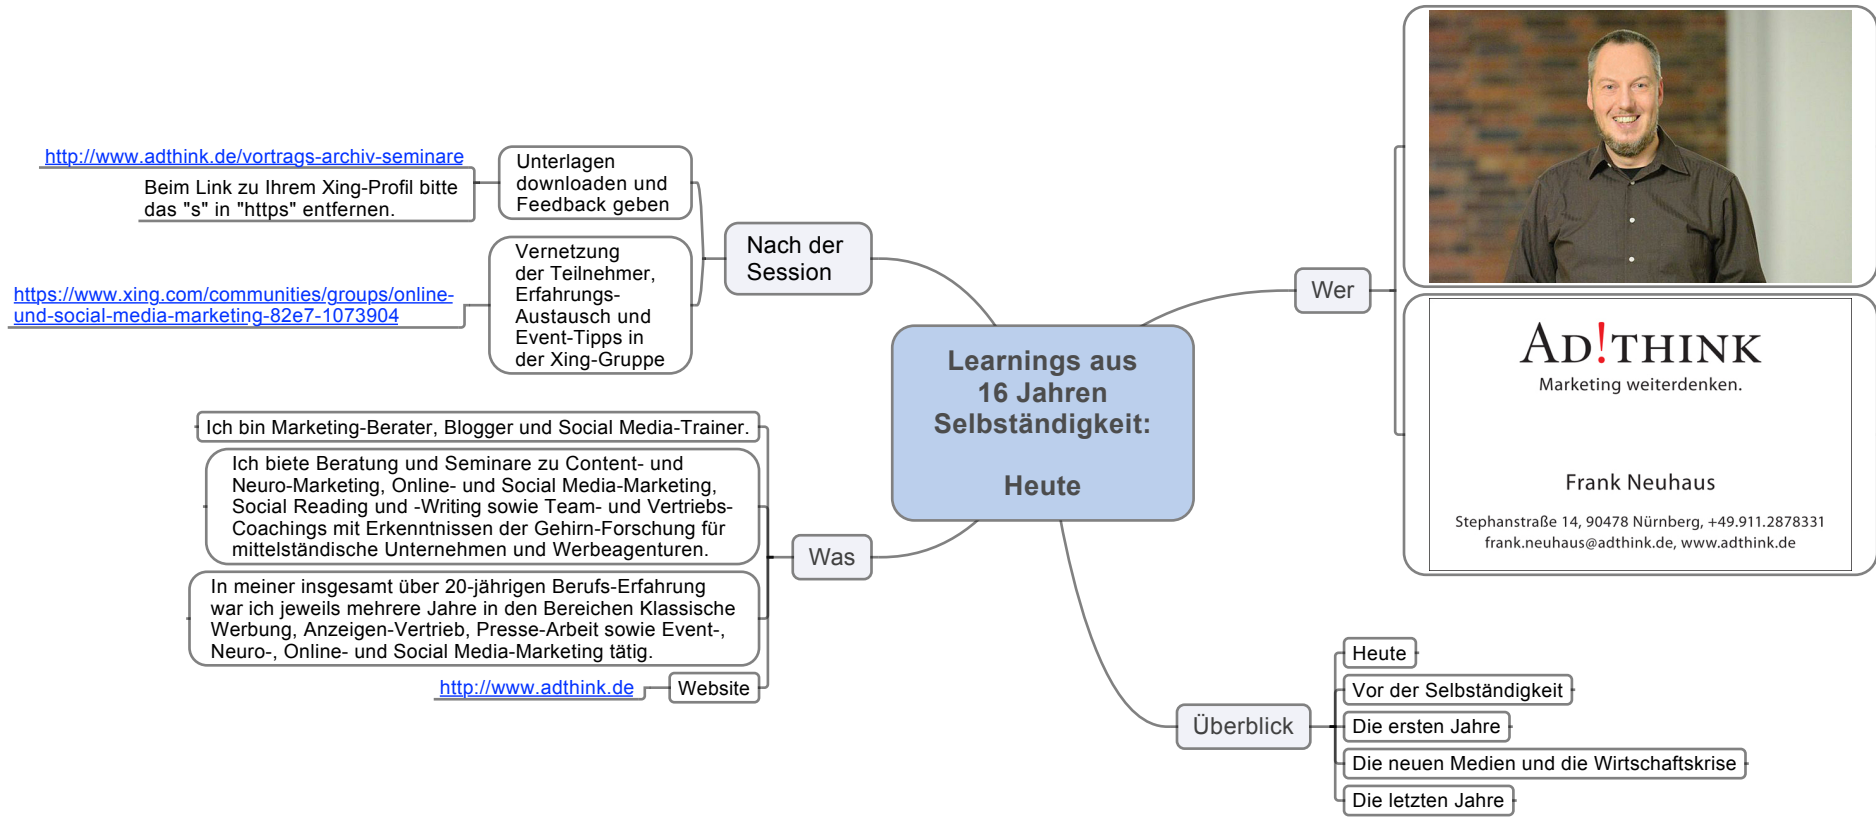 Learnings aus
16 Jahren
Selbständigkeit:
Heute
Wer
AD!THINK
Marketing weiterdenken.
Frank Neuhaus
Stephanstraße 14, 90478 Nürnberg, +49.911.2878331
frank.neuhaus@adthink.de, www.adthink.de
Überblick
Heute
Vor der Selbständigkeit
Die ersten Jahre
Die neuen Medien und die Wirtschaftskrise
Die letzten Jahre
Was
Ich bin Marketing-Berater, Blogger und Social Media-Trainer.
Ich biete Beratung und Seminare zu Content- und
Neuro-Marketing, Online- und Social Media-Marketing,
Social Reading und -Writing sowie Team- und Vertriebs-
Coachings mit Erkenntnissen der Gehirn-Forschung für
mittelständische Unternehmen und Werbeagenturen.
In meiner insgesamt über 20-jährigen Berufs-Erfahrung
war ich jeweils mehrere Jahre in den Bereichen Klassische
Werbung, Anzeigen-Vertrieb, Presse-Arbeit sowie Event-,
Neuro-, Online- und Social Media-Marketing tätig.
Website
http://www.adthink.de
Nach der
Session
Unterlagen
downloaden und
Feedback geben
http://www.adthink.de/vortrags-archiv-seminare
Beim Link zu Ihrem Xing-Profil bitte
das "s" in "https" entfernen.
Vernetzung
der Teilnehmer,
Erfahrungs-
Austausch und
Event-Tipps in
der Xing-Gruppe
https://www.xing.com/communities/groups/online-
und-social-media-marketing-82e7-1073904